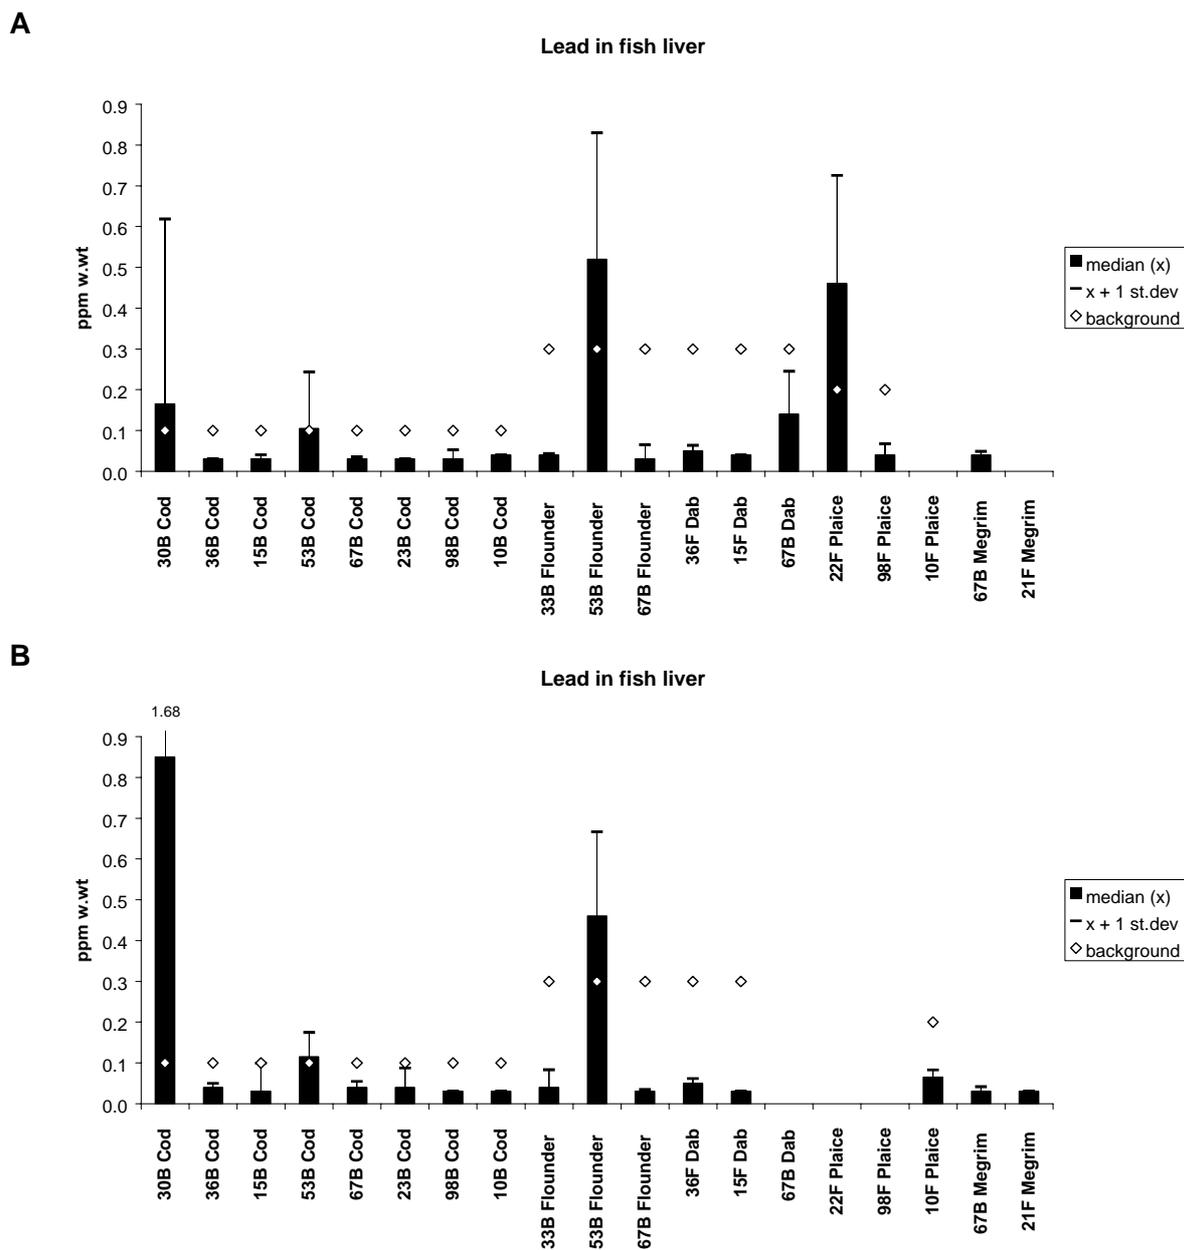 A
Lead in fish liver
0.9
0.8
0.7
0.6
0.5
0.4
0.3
0.2
0.1
0.0
ppm w.wt
30B Cod
36B Cod
15B Cod
53B Cod
67B Cod
23B Cod
98B Cod
10B Cod
33B Flounder
53B Flounder
67B Flounder
36F Dab
15F Dab
67B Dab
22F Plaice
98F Plaice
10F Plaice
67B Megrim
21F Megrim
median (x)
x + 1 st.dev
background
B
Lead in fish liver
1.68
0.9
0.8
0.7
0.6
0.5
0.4
0.3
0.2
0.1
0.0
ppm w.wt
30B Cod
36B Cod
15B Cod
53B Cod
67B Cod
23B Cod
98B Cod
10B Cod
33B Flounder
53B Flounder
67B Flounder
36F Dab
15F Dab
67B Dab
22F Plaice
98F Plaice
10F Plaice
67B Megrim
21F Megrim
median (x)
x + 1 st.dev
background